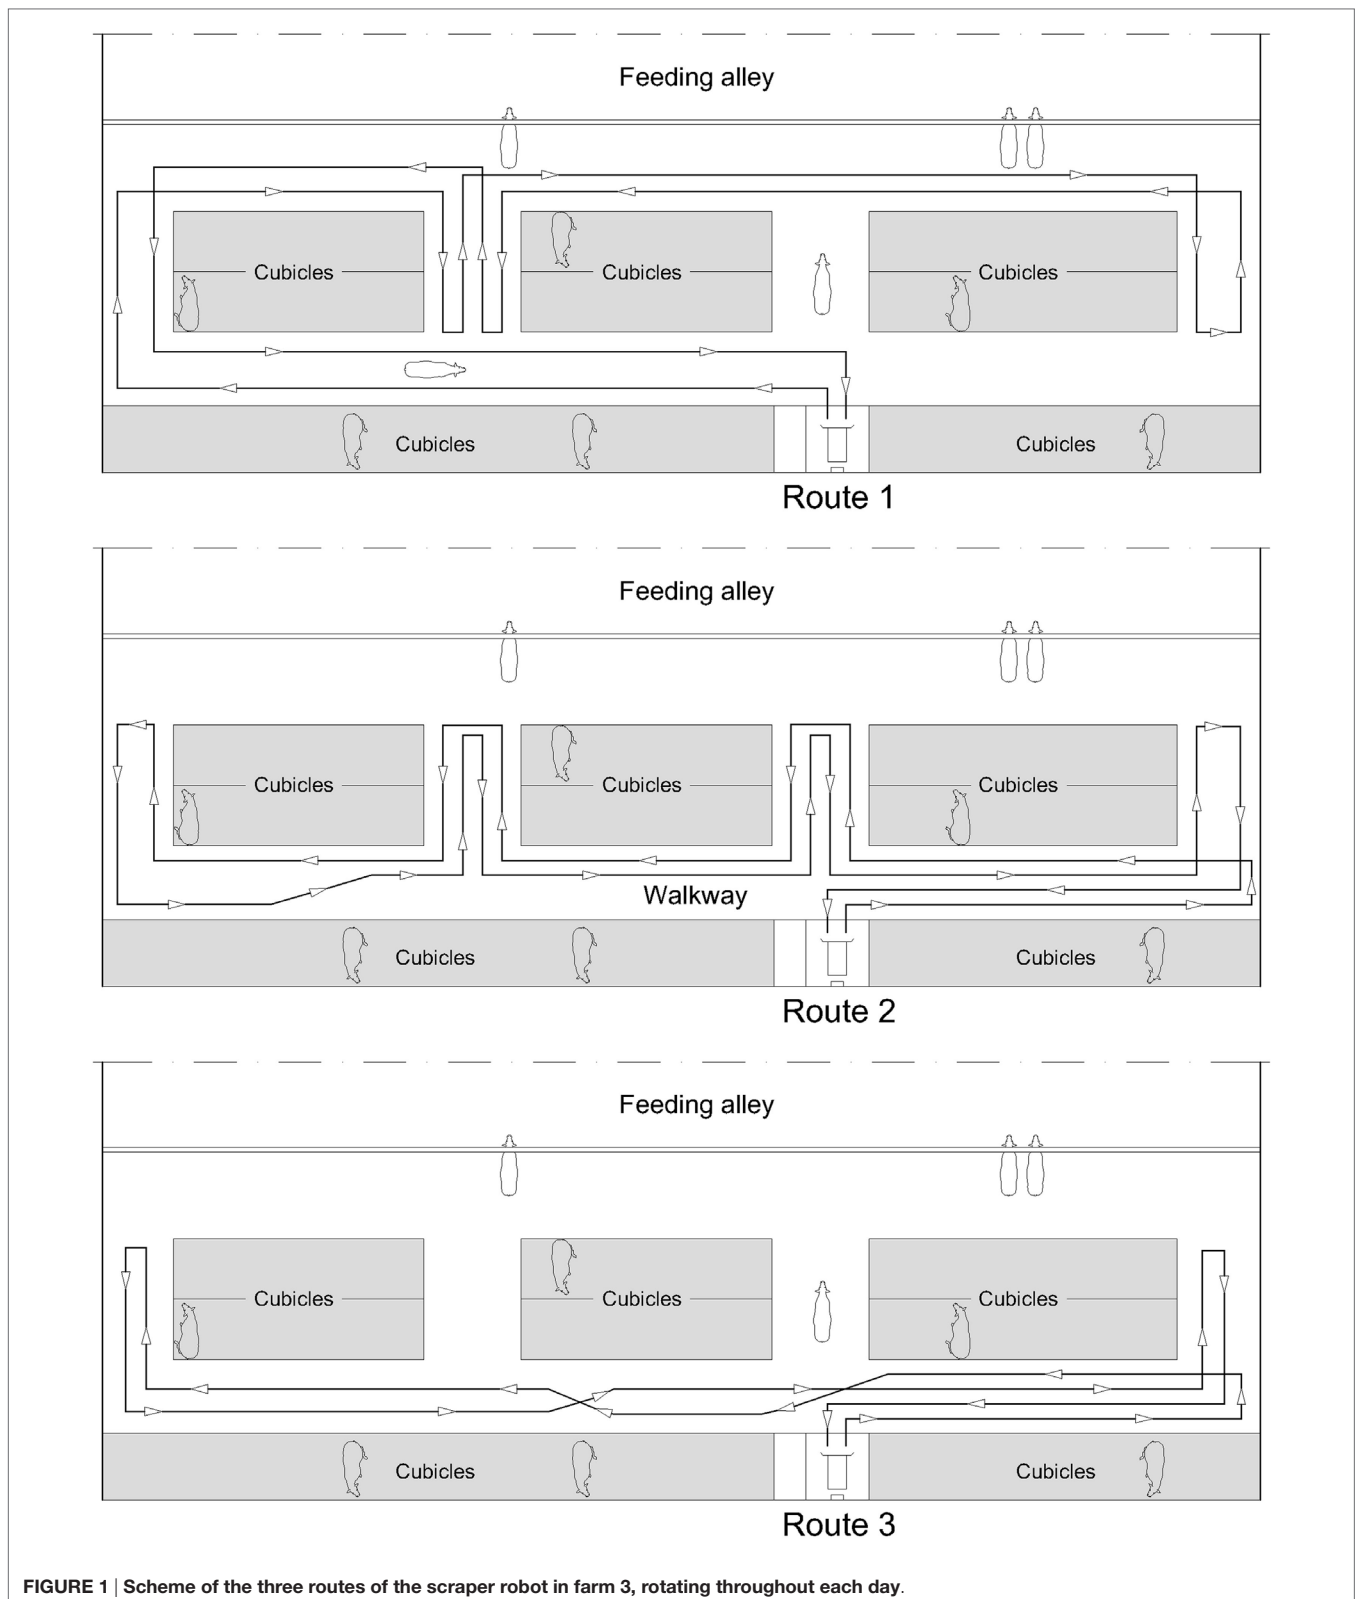 Feeding alley
Cubicles Cubicles Cubicles
Cubicles Cubicles
Route 1
Feeding alley
Cubicles Cubicles Cubicles
Walkway
Cubicles Cubicles
Route 2
Feeding alley
Cubicles Cubicles Cubicles
Cubicles Cubicles
Route 3
FIGURE 1 | Scheme of the three routes of the scraper robot in farm 3, rotating throughout each day.